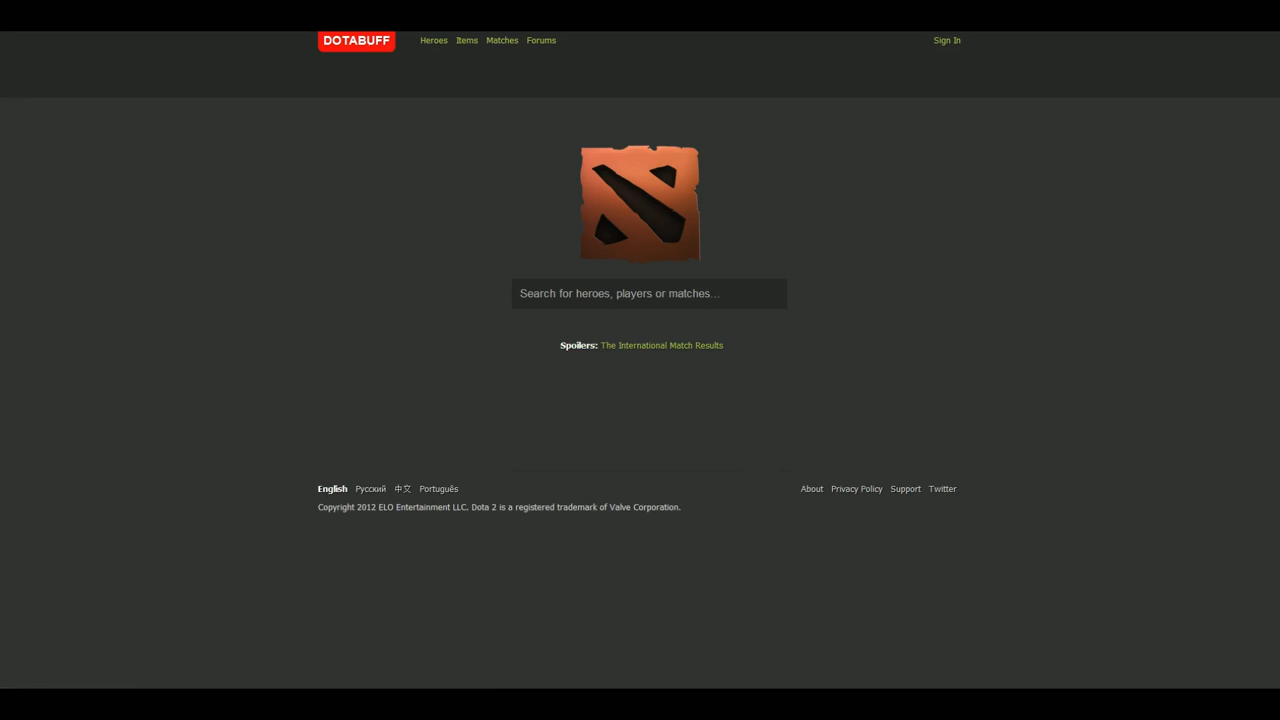 DOTABUFF Heroes Items Matches Forums Sign In
Search for heroes, players or matches...
Spoilers: The International Match Results
English Русский 中文 Português About Privacy Policy Support Twitter
Copyright 2012 ELO Entertainment LLC. Dota 2 is a registered trademark of Valve Corporation.